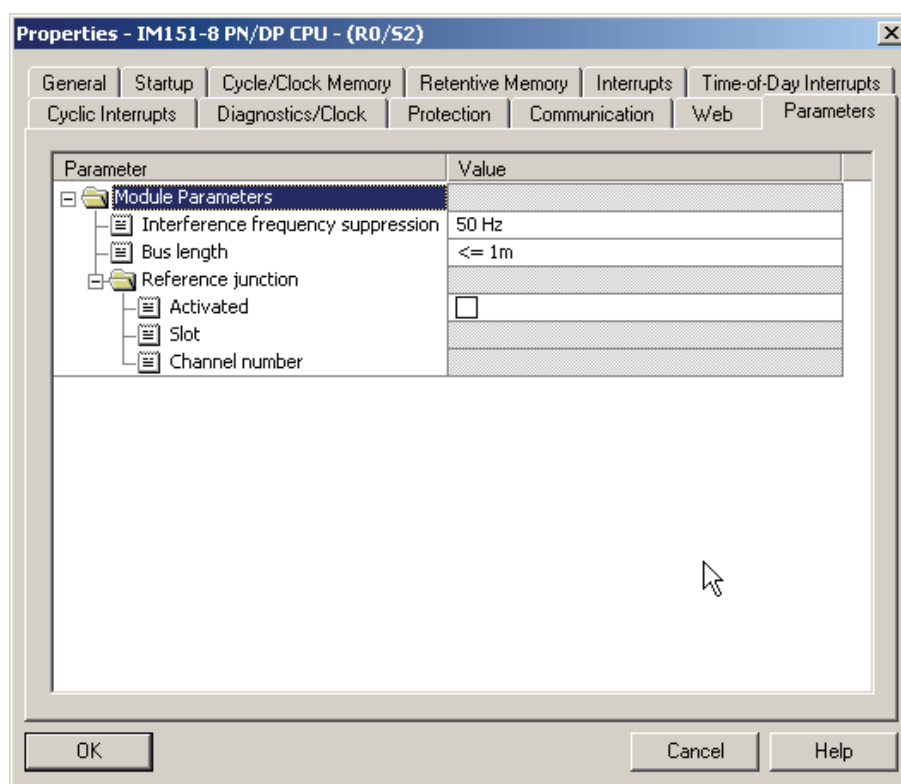 Properties - IM151-8 PN/DP CPU - (R0/S2)
General Startup Cycle/Clock Memory Retentive Memory Interrupts Time-of-Day Interrupts
Cyclic Interrupts Diagnostics/Clock Protection Communication Web Parameters
Parameter Value
Module Parameters
Interference frequency suppression 50 Hz
Bus length <= 1m
Reference junction
Activated
Slot
Channel number
OK Cancel Help